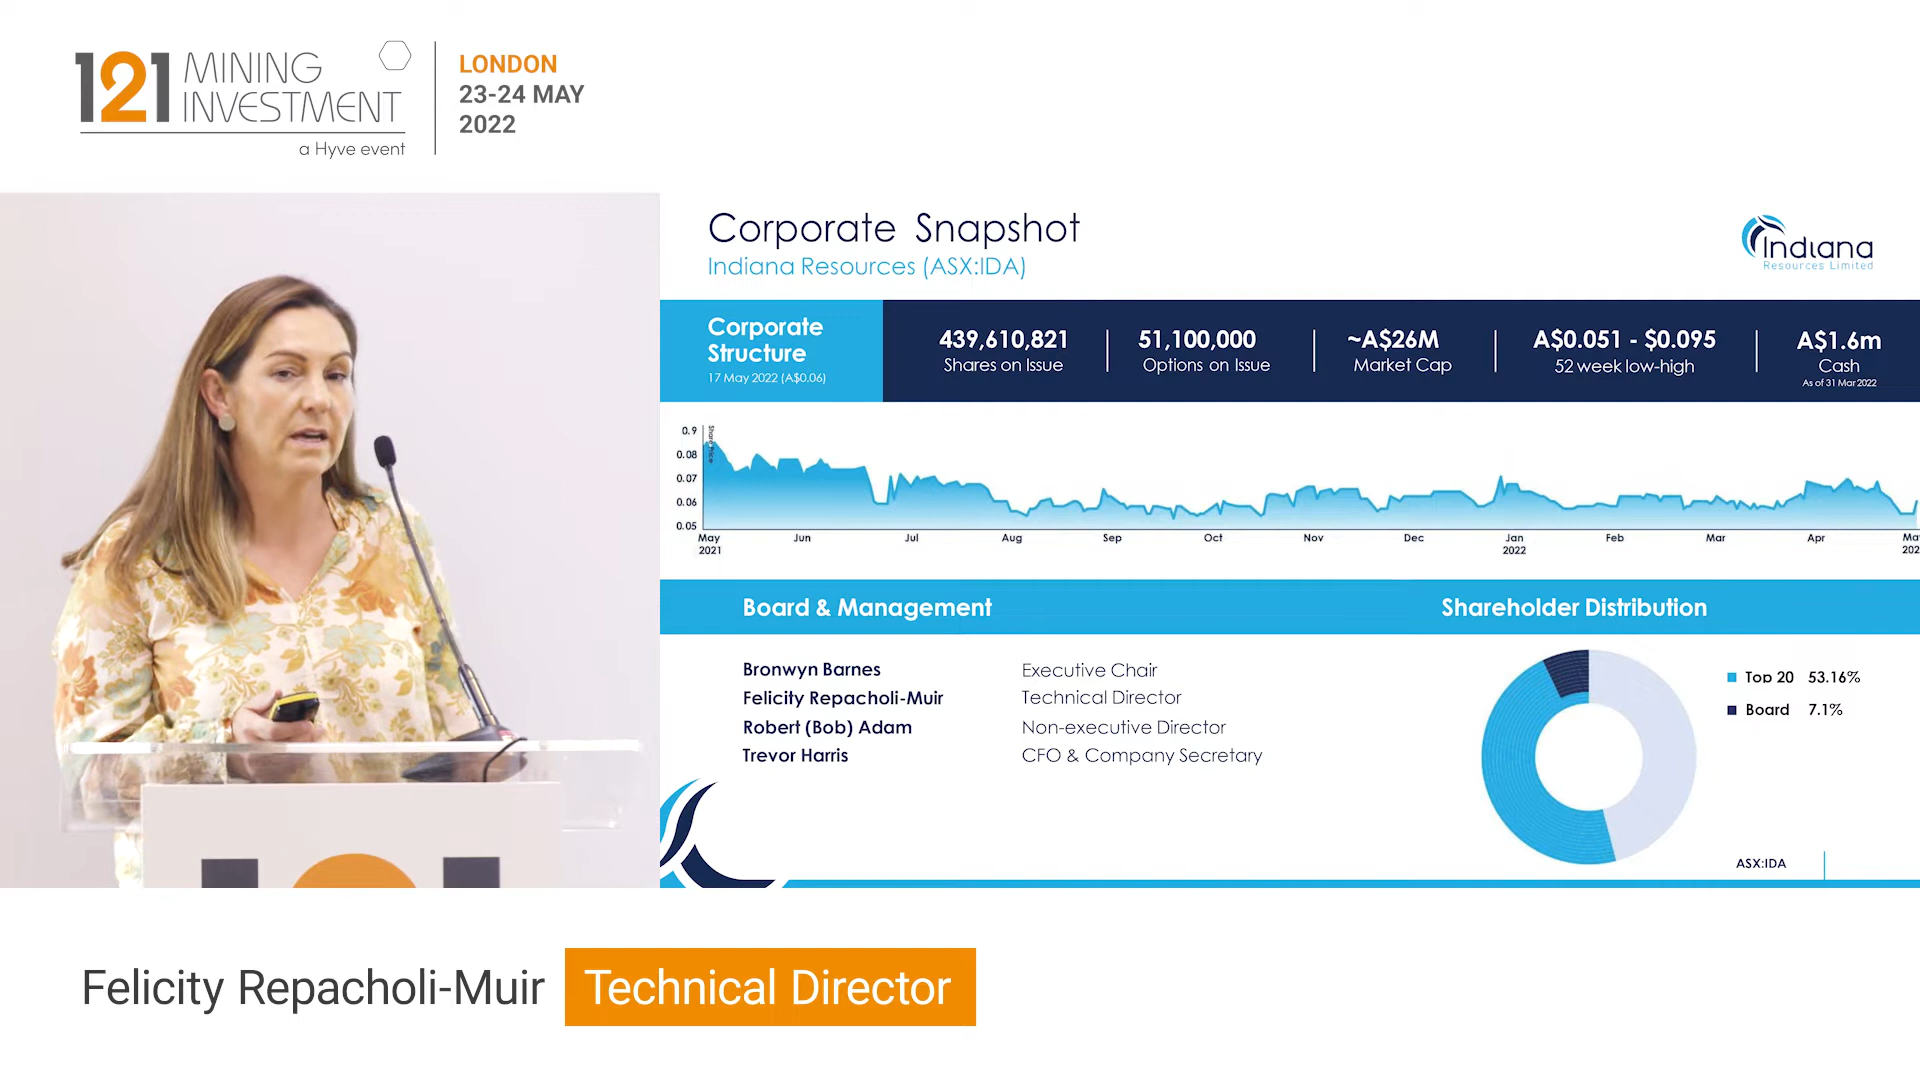 121 MINING
INVESTMENT
a Hyve event
LONDON
23-24 MAY
2022
Corporate Snapshot
Indiana Resources (ASX:IDA)
Indiana
Resources Limited
Corporate
Structure
17 May 2022 (A$0.06)
439,610,821
Shares on Issue
51,100,000
Options on Issue
~A$26M
Market Cap
A$0.051 - $0.095
52 week low-high
A$1.6m
Cash
As of 31 Mar 2022
Share Price
0.9
0.08
0.07
0.06
0.05
May Jun Jul Aug Sep Oct Nov Dec Jan Feb Mar Apr
2021 2022
Board & Management
Bronwyn Barnes Executive Chair
Felicity Repacholi-Muir Technical Director
Robert (Bob) Adam Non-executive Director
Trevor Harris CFO & Company Secretary
Shareholder Distribution
Top 20 53.16%
Board 7.1%
ASX:IDA
Felicity Repacholi-Muir Technical Director